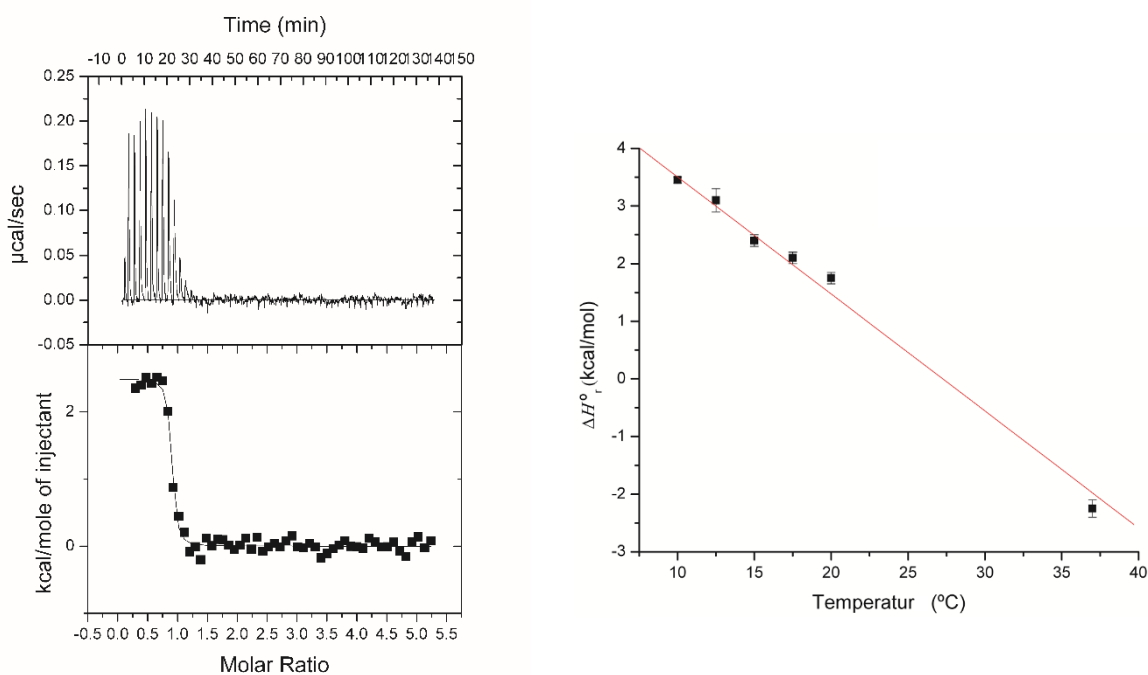 Time (min)
-10 0 10 20 30 40 50 60 70 80 90 100 110 120 130 140 150
0.25
0.20
0.15
0.10
0.05
0.00
-0.05
µcal/sec
2
0
kcal/mole of injectant
-0.5 0.0 0.5 1.0 1.5 2.0 2.5 3.0 3.5 4.0 4.5 5.0 5.5
Molar Ratio
4
3
2
1
0
-1
-2
-3
ΔH°r (kcal/mol)
10 15 20 25 30 35 40
Temperatur (ºC)